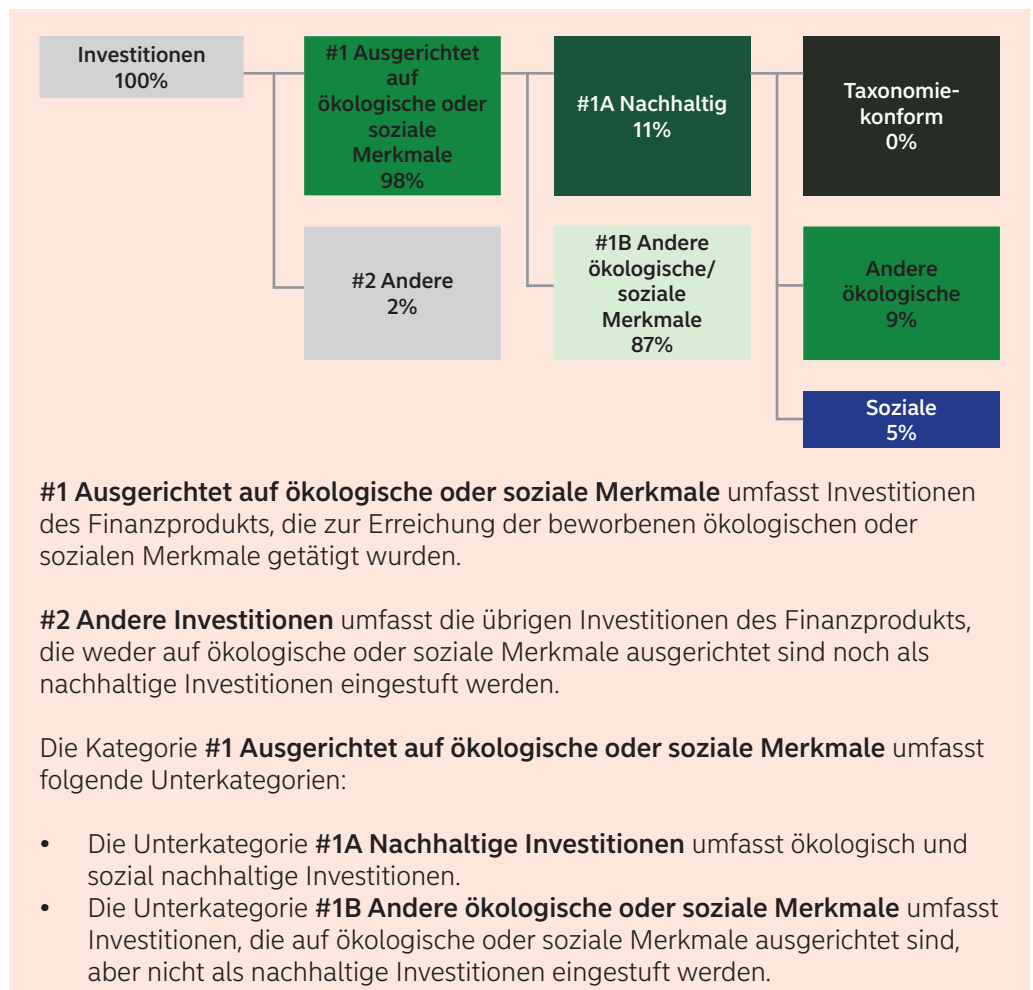 Investitionen
100%
#1 Ausgerichtet
auf
ökologische oder
soziale
Merkmale
98%
#2 Andere
2%
#1A Nachhaltig
11%
#1B Andere
ökologische/
soziale
Merkmale
87%
Taxonomie-
konform
0%
Andere
ökologische
9%
Soziale
5%
#1 Ausgerichtet auf ökologische oder soziale Merkmale umfasst Investitionen
des Finanzprodukts, die zur Erreichung der beworbenen ökologischen oder
sozialen Merkmale getätigt wurden.
#2 Andere Investitionen umfasst die übrigen Investitionen des Finanzprodukts,
die weder auf ökologische oder soziale Merkmale ausgerichtet sind noch als
nachhaltige Investitionen eingestuft werden.
Die Kategorie #1 Ausgerichtet auf ökologische oder soziale Merkmale umfasst
folgende Unterkategorien:
• Die Unterkategorie #1A Nachhaltige Investitionen umfasst ökologisch und
sozial nachhaltige Investitionen.
• Die Unterkategorie #1B Andere ökologische oder soziale Merkmale umfasst
Investitionen, die auf ökologische oder soziale Merkmale ausgerichtet sind,
aber nicht als nachhaltige Investitionen eingestuft werden.